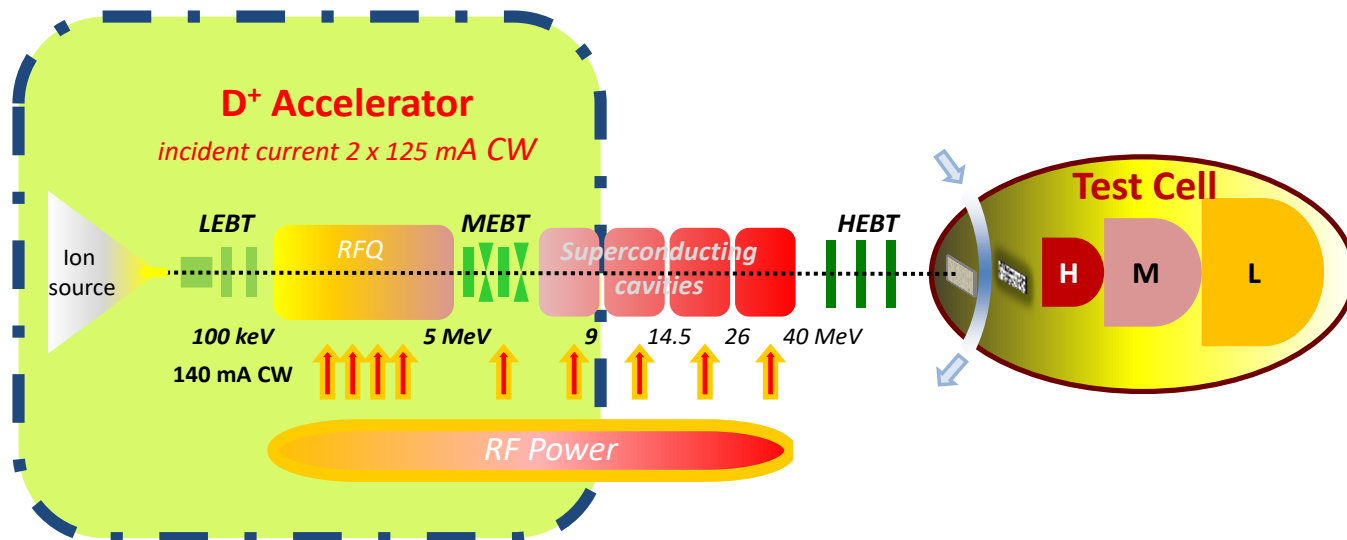 D⁺ Accelerator
incident current 2 x 125 mA CW
Test Cell
LEBT
MEBT
HEBT
Ion
source
RFQ
Superconducting
cavities
H
M
L
100 keV
5 MeV
9
14.5
26
40 MeV
140 mA CW
RF Power